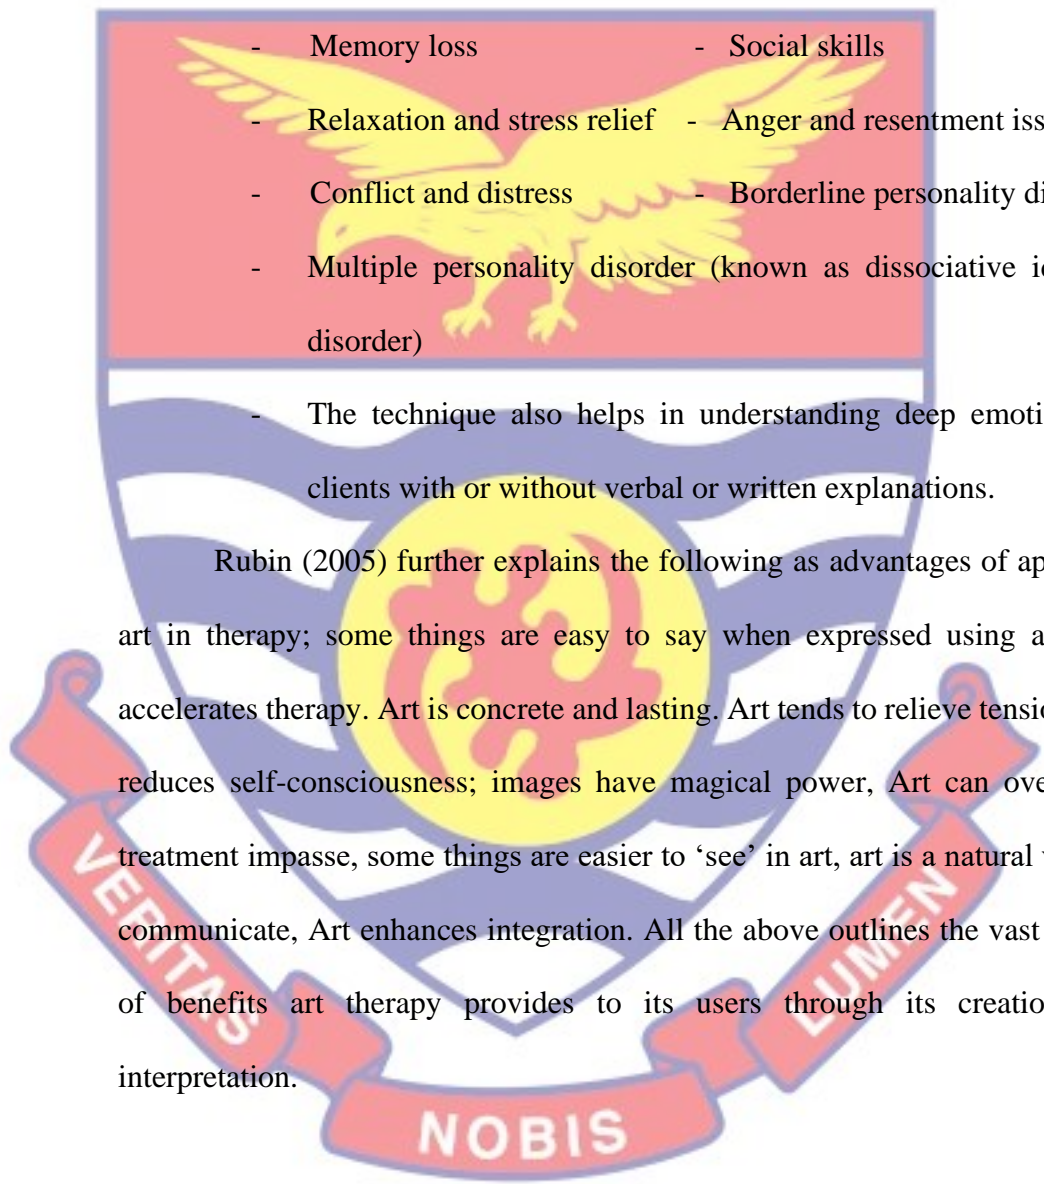 - Memory loss - Social skills
- Relaxation and stress relief - Anger and resentment iss
- Conflict and distress - Borderline personality di
- Multiple personality disorder (known as dissociative
disorder)
- The technique also helps in understanding deep emoti
clients with or without verbal or written explanations.
Rubin (2005) further explains the following as advantages of ap
art in therapy; some things are easy to say when expressed using a
accelerates therapy. Art is concrete and lasting. Art tends to relieve tensi
reduces self-consciousness; images have magical power, Art can ove
treatment impasse, some things are easier to ‘see’ in art, art is a natural
communicate, Art enhances integration. All the above outlines the vast
of benefits art therapy provides to its users through its creatio
interpretation.
VERITAS NOBIS LUMEN